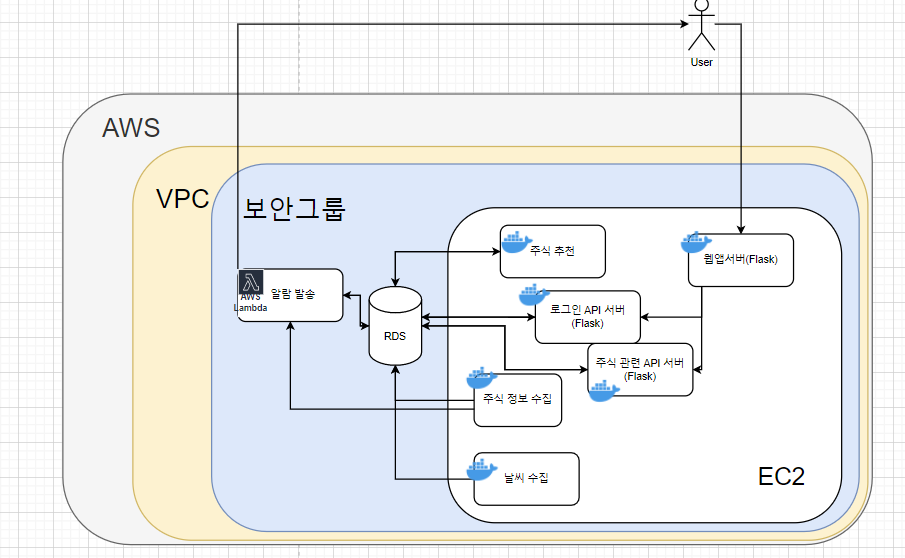 User
AWS
VPC
보안그룹
주식 추천
웹앱서버(Flask)
AWS
Lambda
알람 발송
로그인 API 서버
(Flask)
RDS
주식 관련 API 서버
(Flask)
주식 정보 수집
날씨 수집
EC2